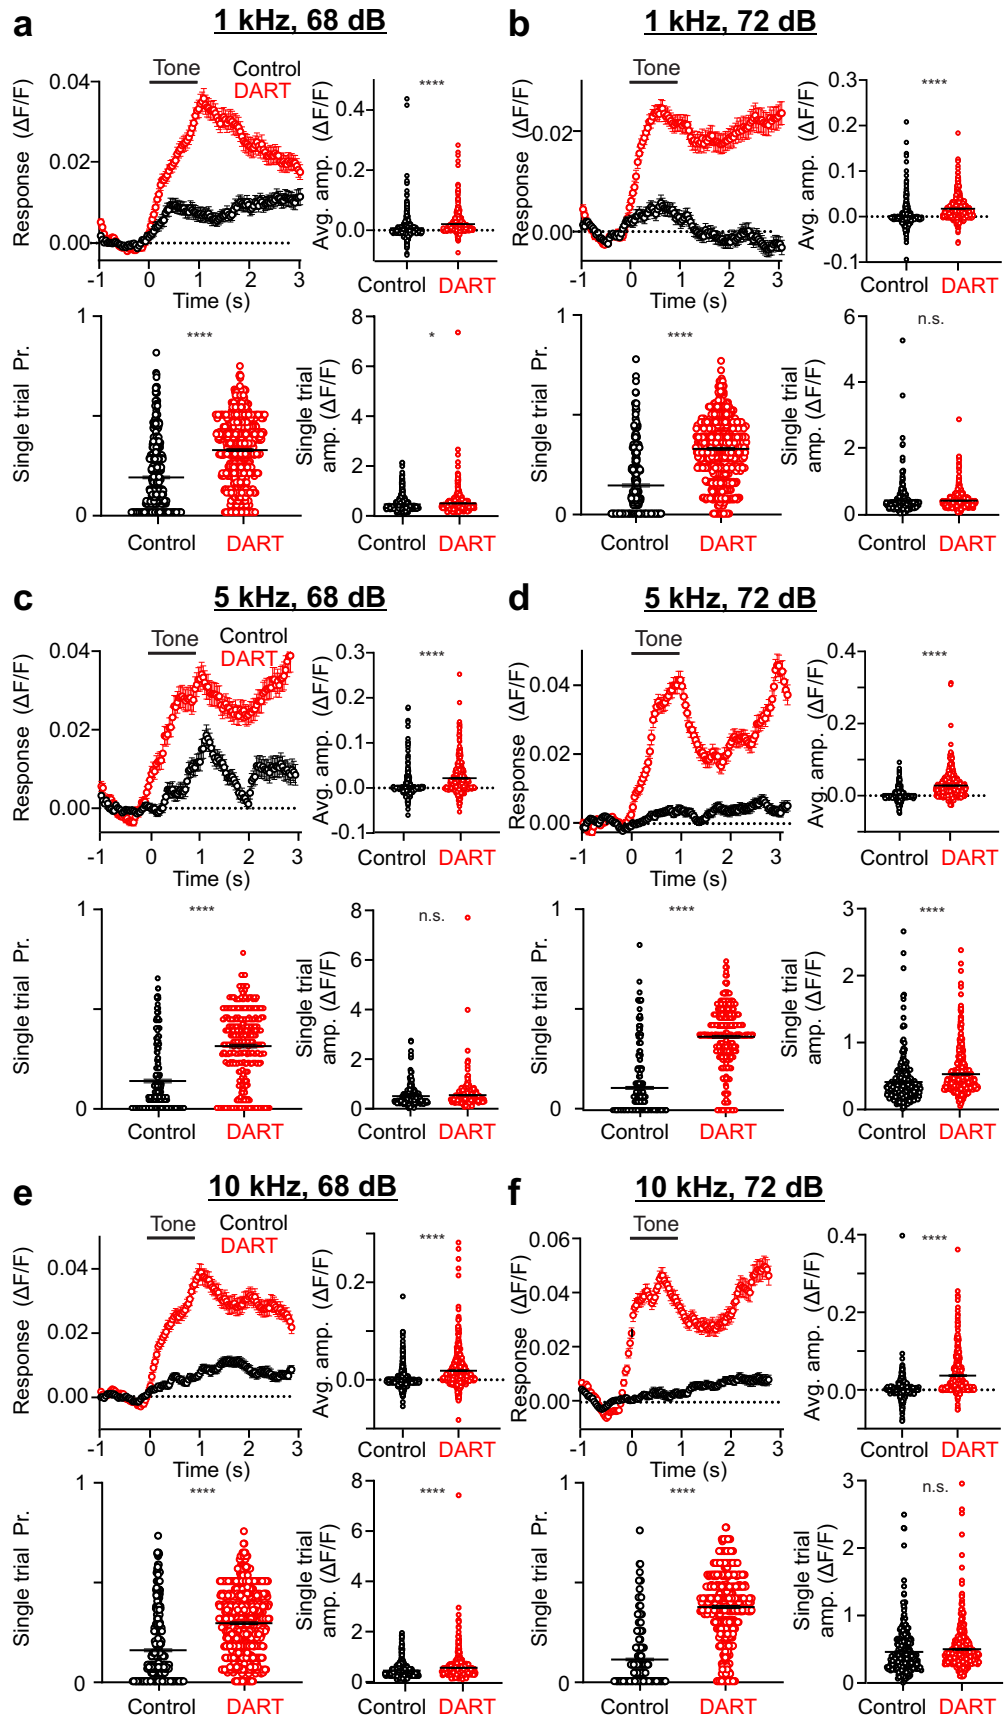 a
1 kHz, 68 dB
Tone
Control
DART
Response (ΔF/F)
0.04
0.02
0.00
-1 0 1 2 3
Time (s)
Avg. amp. (ΔF/F)
0.4
0.2
0.0
****
Control DART
Single trial Pr.
1
0
****
Control DART
Single trial
amp. (ΔF/F)
8
6
4
2
0
*
Control DART
b
1 kHz, 72 dB
Tone
Response (ΔF/F)
0.02
0.00
-1 0 1 2 3
Time (s)
Avg. amp. (ΔF/F)
0.3
0.2
0.1
0.0
-0.1
****
Control DART
Single trial Pr.
1
0
****
Control DART
Single trial
amp. (ΔF/F)
6
4
2
0
n.s.
Control DART
c
5 kHz, 68 dB
Tone
Control
DART
Response (ΔF/F)
0.04
0.02
0.00
-1 0 1 2 3
Time (s)
Avg. amp. (ΔF/F)
0.3
0.2
0.1
0.0
-0.1
****
Control DART
Single trial Pr.
1
0
****
Control DART
Single trial
amp. (ΔF/F)
8
6
4
2
0
n.s.
Control DART
d
5 kHz, 72 dB
Tone
Response (ΔF/F)
0.04
0.02
0.00
-1 0 1 2 3
Time (s)
Avg. amp. (ΔF/F)
0.4
0.2
0.0
****
Control DART
Single trial Pr.
1
0
****
Control DART
Single trial
amp. (ΔF/F)
3
2
1
0
****
Control DART
e
10 kHz, 68 dB
Tone
Control
DART
Response (ΔF/F)
0.04
0.02
0.00
-1 0 1 2 3
Time (s)
Avg. amp. (ΔF/F)
0.2
0.0
****
Control DART
Single trial Pr.
1
0
****
Control DART
Single trial
amp. (ΔF/F)
8
6
4
2
0
****
Control DART
f
10 kHz, 72 dB
Tone
Response (ΔF/F)
0.06
0.04
0.02
0.00
-1 0 1 2 3
Time (s)
Avg. amp. (ΔF/F)
0.4
0.2
0.0
****
Control DART
Single trial Pr.
1
0
****
Control DART
Single trial
amp. (ΔF/F)
3
2
1
0
n.s.
Control DART